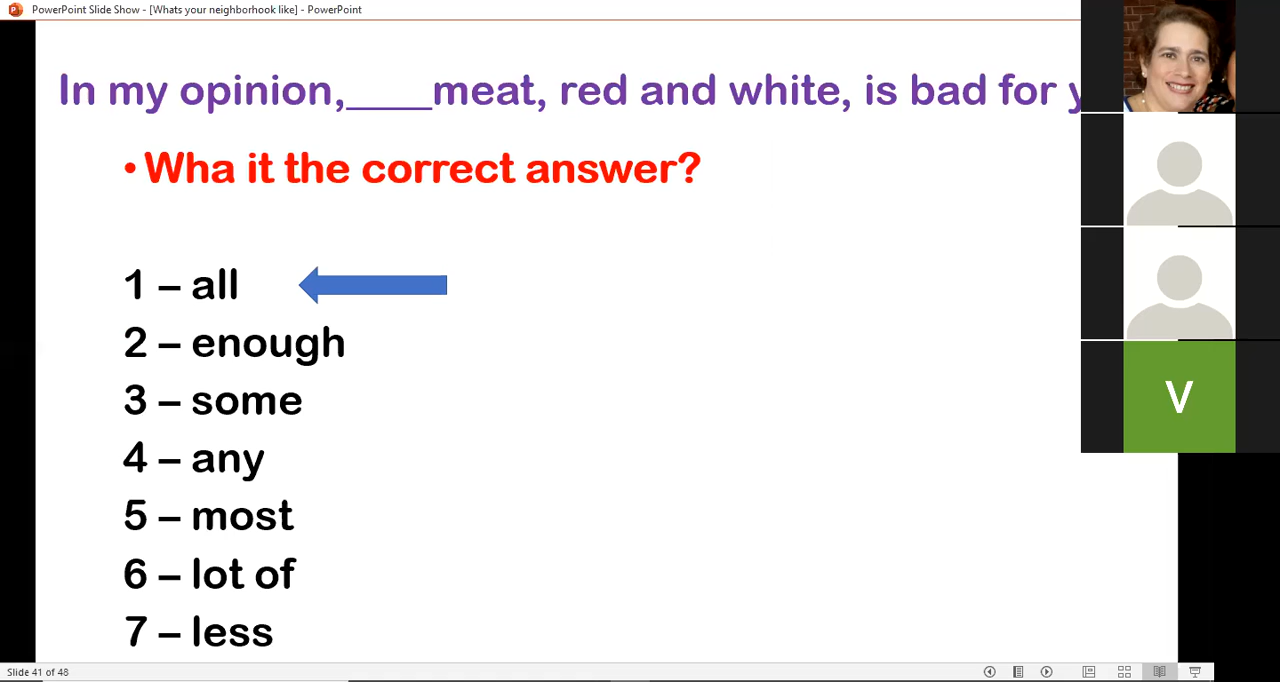 PowerPoint Slide Show - [Whats your neighborhook like] - PowerPoint
In my opinion,____meat, red and white, is bad for y
• Wha it the correct answer?
1 – all
2 – enough
3 – some
4 – any
5 – most
6 – lot of
7 – less
V
Slide 41 of 48